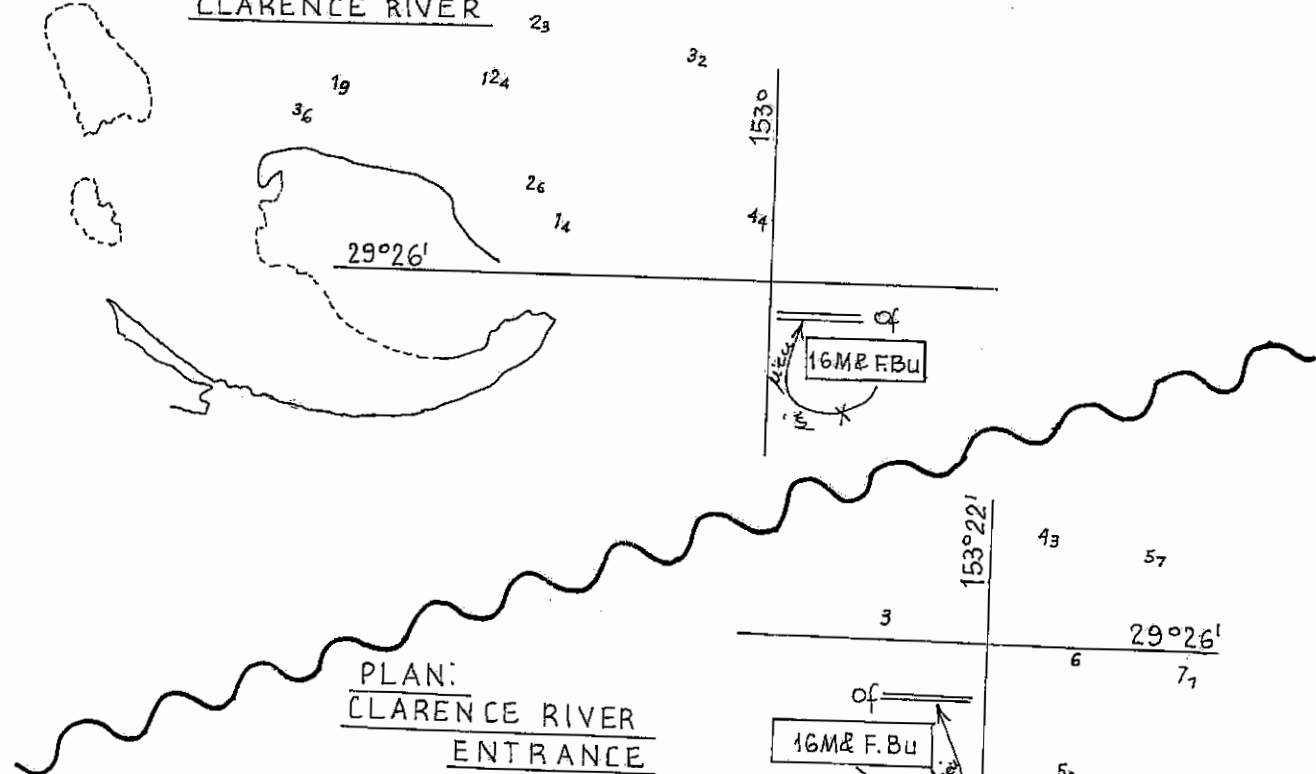 CLARENCE RIVER
2₃
3₂
1₉
12₄
3₆
153°
2₆
1₄
4₄
29°26'
Of
16M& F.Bu
153°22'
4₃
5₇
3
29°26'
6
7₁
PLAN:
CLARENCE RIVER
ENTRANCE
Of
16M& F.Bu